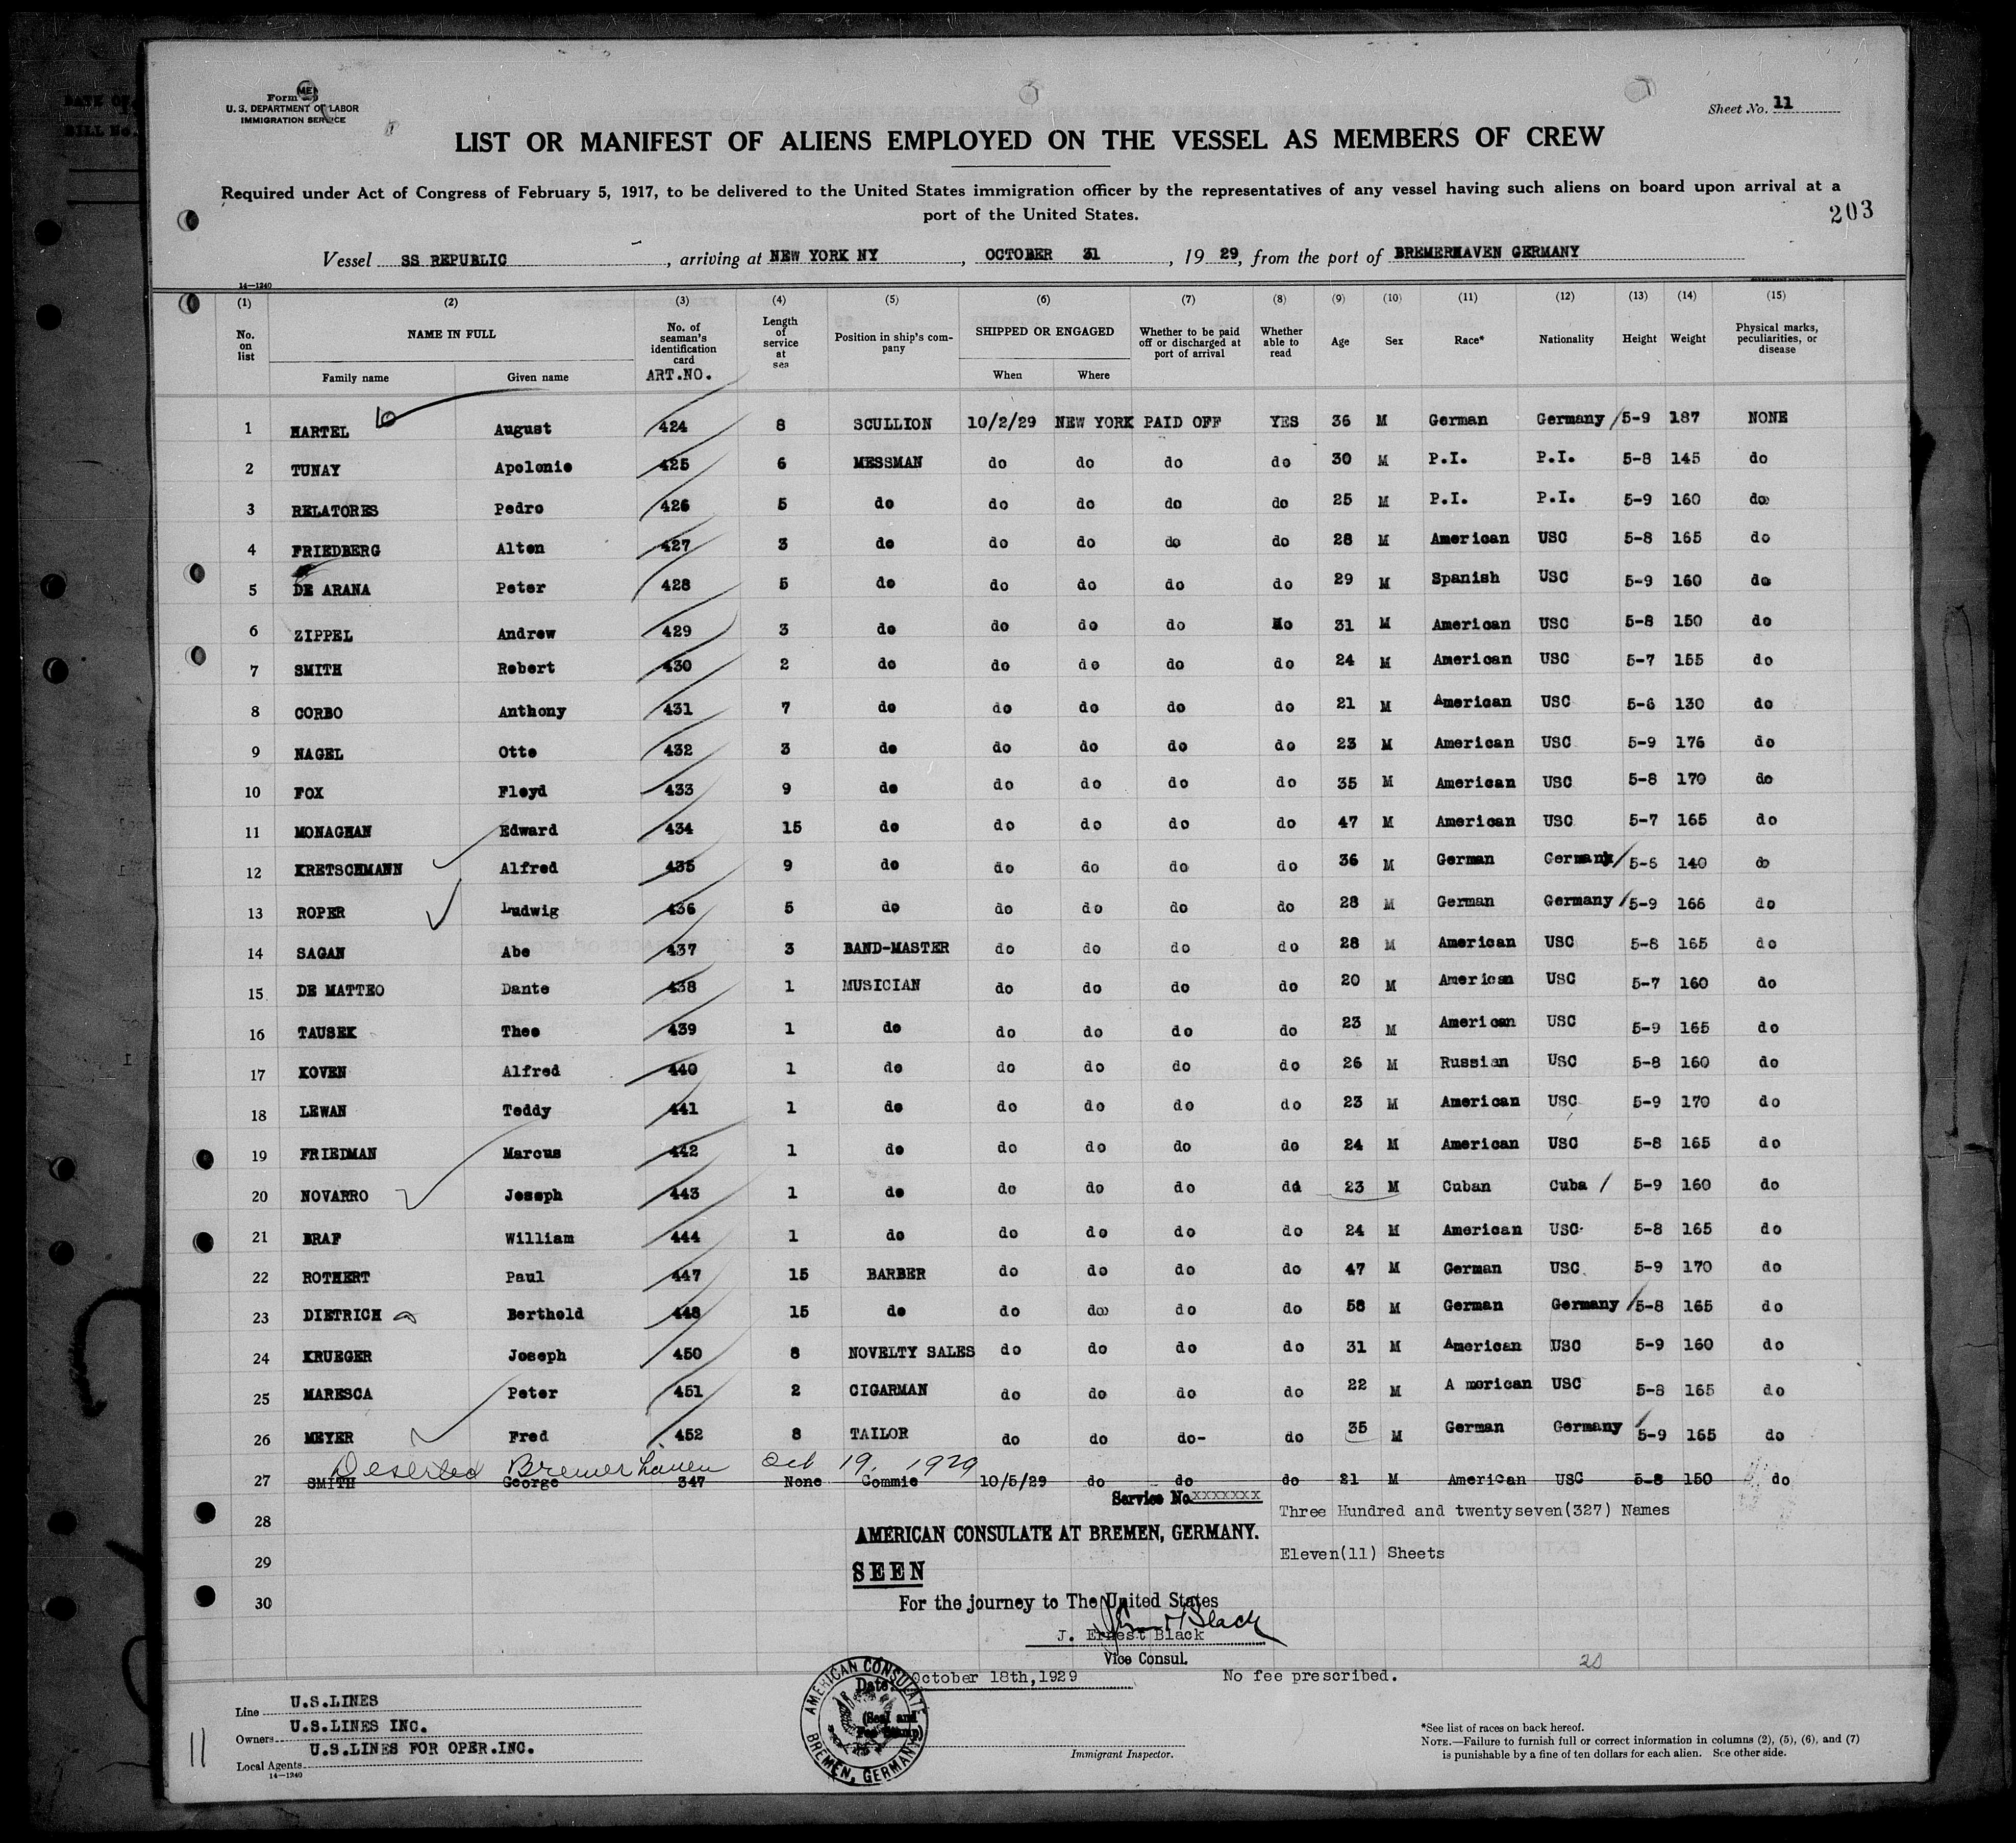 Form
U. S. DEPARTMENT OF LABOR
IMMIGRATION SERVICE
Sheet No. 11
LIST OR MANIFEST OF ALIENS EMPLOYED ON THE VESSEL AS MEMBERS OF CREW
Required under Act of Congress of February 5, 1917, to be delivered to the United States immigration officer by the representatives of any vessel having such aliens on board upon arrival at a
port of the United States.
203
Vessel SS REPUBLIC, arriving at NEW YORK NY, OCTOBER 31, 19 29, from the port of BREMERHAVEN GERMANY
14—1240
(1) (2) (3) (4) (5) (6) (7) (8) (9) (10) (11) (12) (13) (14) (15)
No. on list NAME IN FULL Family name Given name No. of seaman's identification card ART.NO. Length of service at sea Position in ship's company SHIPPED OR ENGAGED When Where Whether to be paid off or discharged at port of arrival Whether able to read Age Sex Race* Nationality Height Weight Physical marks, peculiarities, or disease
1 HARTEL August 424 8 SCULLION 10/2/29 NEW YORK PAID OFF YES 36 M German Germany 5-9 187 NONE
2 TUNAY Apolonio 425 6 MESSMAN do do do do 30 M P.I. P.I. 5-8 145 do
3 RELATORES Pedro 426 5 do do do do do 25 M P.I. P.I. 5-9 160 do
4 FRIEDBERG Alten 427 3 do do do do do 28 M American USC 5-8 165 do
5 DE ARANA Peter 428 5 do do do do do 29 M Spanish USC 5-9 160 do
6 ZIPPEL Andrew 429 3 do do do do do 31 M American USC 5-8 150 do
7 SMITH Robert 430 2 do do do do do 24 M American USC 5-7 155 do
8 CORBO Anthony 431 7 do do do do do 21 M American USC 5-6 130 do
9 NAGEL Otto 432 3 do do do do do 23 M American USC 5-9 176 do
10 FOX Floyd 433 9 do do do do do 35 M American USC 5-8 170 do
11 MONAGHAN Edward 434 15 do do do do do 47 M American USC 5-7 165 do
12 KRETSCHMANN Alfred 435 9 do do do do do 36 M German Germany 5-6 140 do
13 ROPER Ludwig 436 5 do do do do do 28 M German Germany 5-9 166 do
14 SAGAN Abe 437 3 BAND-MASTER do do do do 28 M American USC 5-8 165 do
15 DE MATTEO Dante 438 1 MUSICIAN do do do do 20 M American USC 5-7 160 do
16 TAUSEK Theo 439 1 do do do do do 23 M American USC 5-9 165 do
17 KOVEN Alfred 440 1 do do do do do 26 M Russian USC 5-8 160 do
18 LEWAN Teddy 441 1 do do do do do 23 M American USC 5-9 170 do
19 FRIEDMAN Marcus 442 1 do do do do do 24 M American USC 5-8 165 do
20 NOVARRO Joseph 443 1 do do do do do 23 M Cuban Cuba 5-9 160 do
21 BRAF William 444 1 do do do do do 24 M American USC 5-8 165 do
22 ROTHERT Paul 447 15 BARBER do do do do 47 M German USC 5-9 170 do
23 DIETRICH Berthold 448 15 do do do do do 58 M German Germany 5-8 165 do
24 KRUEGER Joseph 450 8 NOVELTY SALES do do do do 31 M American USC 5-9 160 do
25 MARESCA Peter 451 2 CIGARMAN do do do do 22 M A merican USC 5-8 165 do
26 MEYER Fred 452 8 TAILOR do do do- do 35 M German Germany 5-9 165 do
Deserted Bremerhaven Oct 19, 1929
27 SMITH George 347 None Commie 10/5/29 do do do 21 M American USC 5-8 150 do
Service No. xxxxxxx
28 Three Hundred and twentyseven(327) Names
AMERICAN CONSULATE AT BREMEN, GERMANY.
29 Eleven(11) Sheets
SEEN
30 For the journey to The United States
J. Ernest Black
J. Ernest Black
Vice Consul.
Date October 18th,1929 No fee prescribed.
20
AMERICAN CONSULATE BREMEN, GERMANY
(Seal and Fee Stamp)
Line U.S.LINES
Owners U.S.LINES INC.
Local Agents U.S.LINES FOR OPER.INC.
14—1240
11
Immigrant Inspector.
*See list of races on back hereof.
NOTE.—Failure to furnish full or correct information in columns (2), (5), (6), and (7)
is punishable by a fine of ten dollars for each alien. See other side.